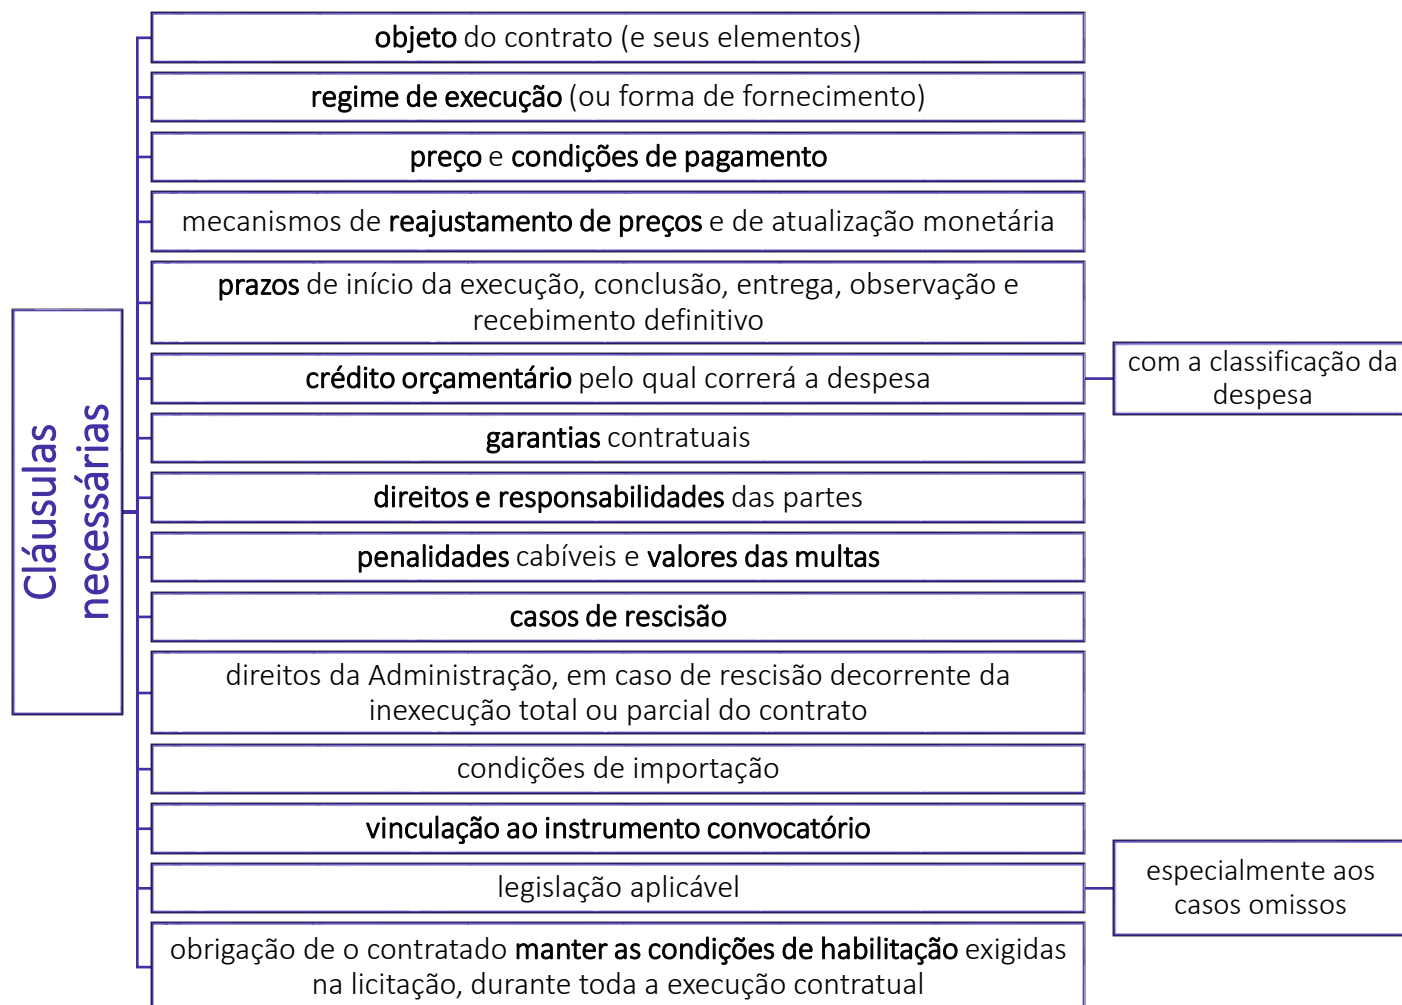 Cláusulas
necessárias
objeto do contrato (e seus elementos)
regime de execução (ou forma de fornecimento)
preço e condições de pagamento
mecanismos de reajustamento de preços e de atualização monetária
prazos de início da execução, conclusão, entrega, observação e
recebimento definitivo
crédito orçamentário pelo qual correrá a despesa
com a classificação da
despesa
garantias contratuais
direitos e responsabilidades das partes
penalidades cabíveis e valores das multas
casos de rescisão
direitos da Administração, em caso de rescisão decorrente da
inexecução total ou parcial do contrato
condições de importação
vinculação ao instrumento convocatório
legislação aplicável
especialmente aos
casos omissos
obrigação de o contratado manter as condições de habilitação exigidas
na licitação, durante toda a execução contratual